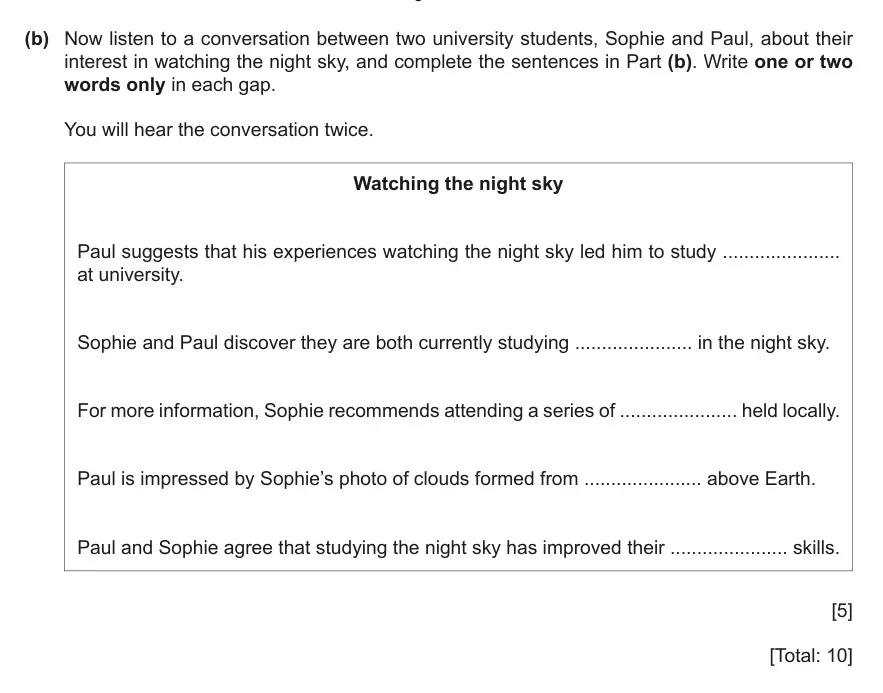 (b) Now listen to a conversation between two university students, Sophie and Paul, about their
interest in watching the night sky, and complete the sentences in Part (b). Write one or two
words only in each gap.
You will hear the conversation twice.
Watching the night sky
Paul suggests that his experiences watching the night sky led him to study ......................
at university.
Sophie and Paul discover they are both currently studying ...................... in the night sky.
For more information, Sophie recommends attending a series of ...................... held locally.
Paul is impressed by Sophie’s photo of clouds formed from ...................... above Earth.
Paul and Sophie agree that studying the night sky has improved their ...................... skills.
[5]
[Total: 10]